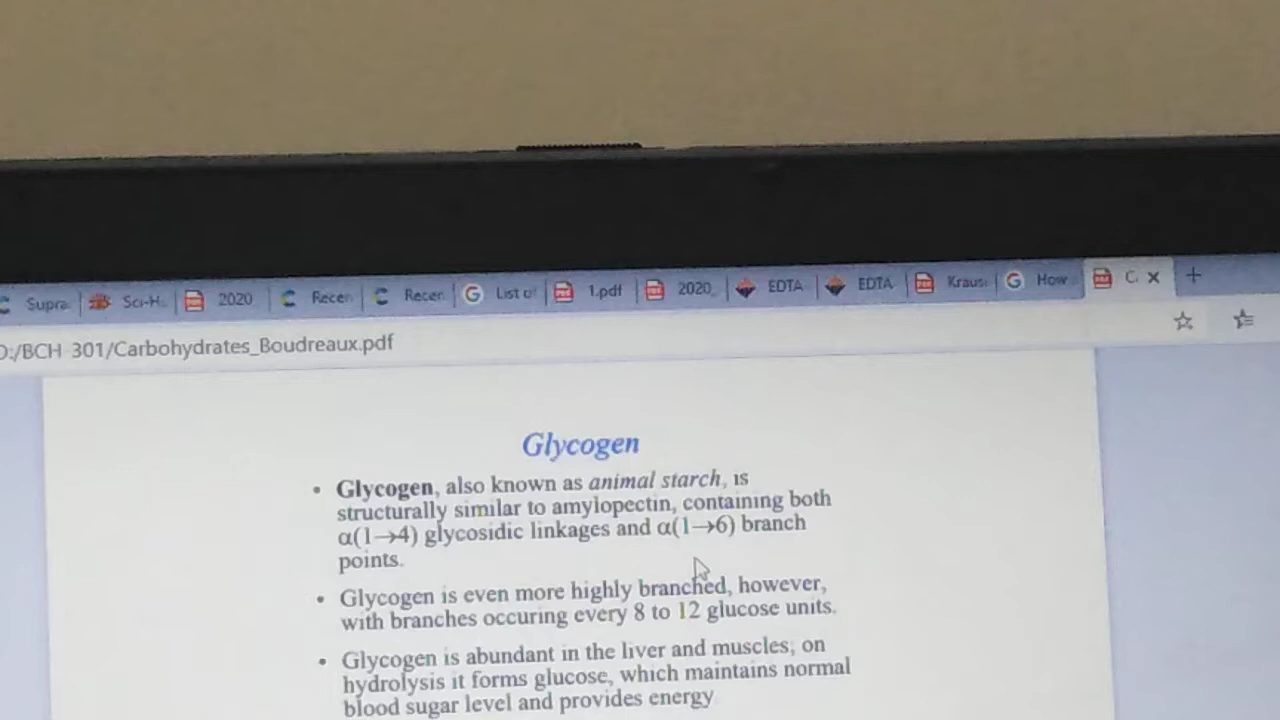 Supra Sci-H 2020 Recen Recen List of 1.pdf 2020_ EDTA EDTA Kraus How C
D:/BCH 301/Carbohydrates_Boudreaux.pdf
Glycogen
• Glycogen, also known as animal starch, is
structurally similar to amylopectin, containing both
α(1→4) glycosidic linkages and α(1→6) branch
points.
• Glycogen is even more highly branched, however,
with branches occuring every 8 to 12 glucose units.
• Glycogen is abundant in the liver and muscles; on
hydrolysis it forms glucose, which maintains normal
blood sugar level and provides energy